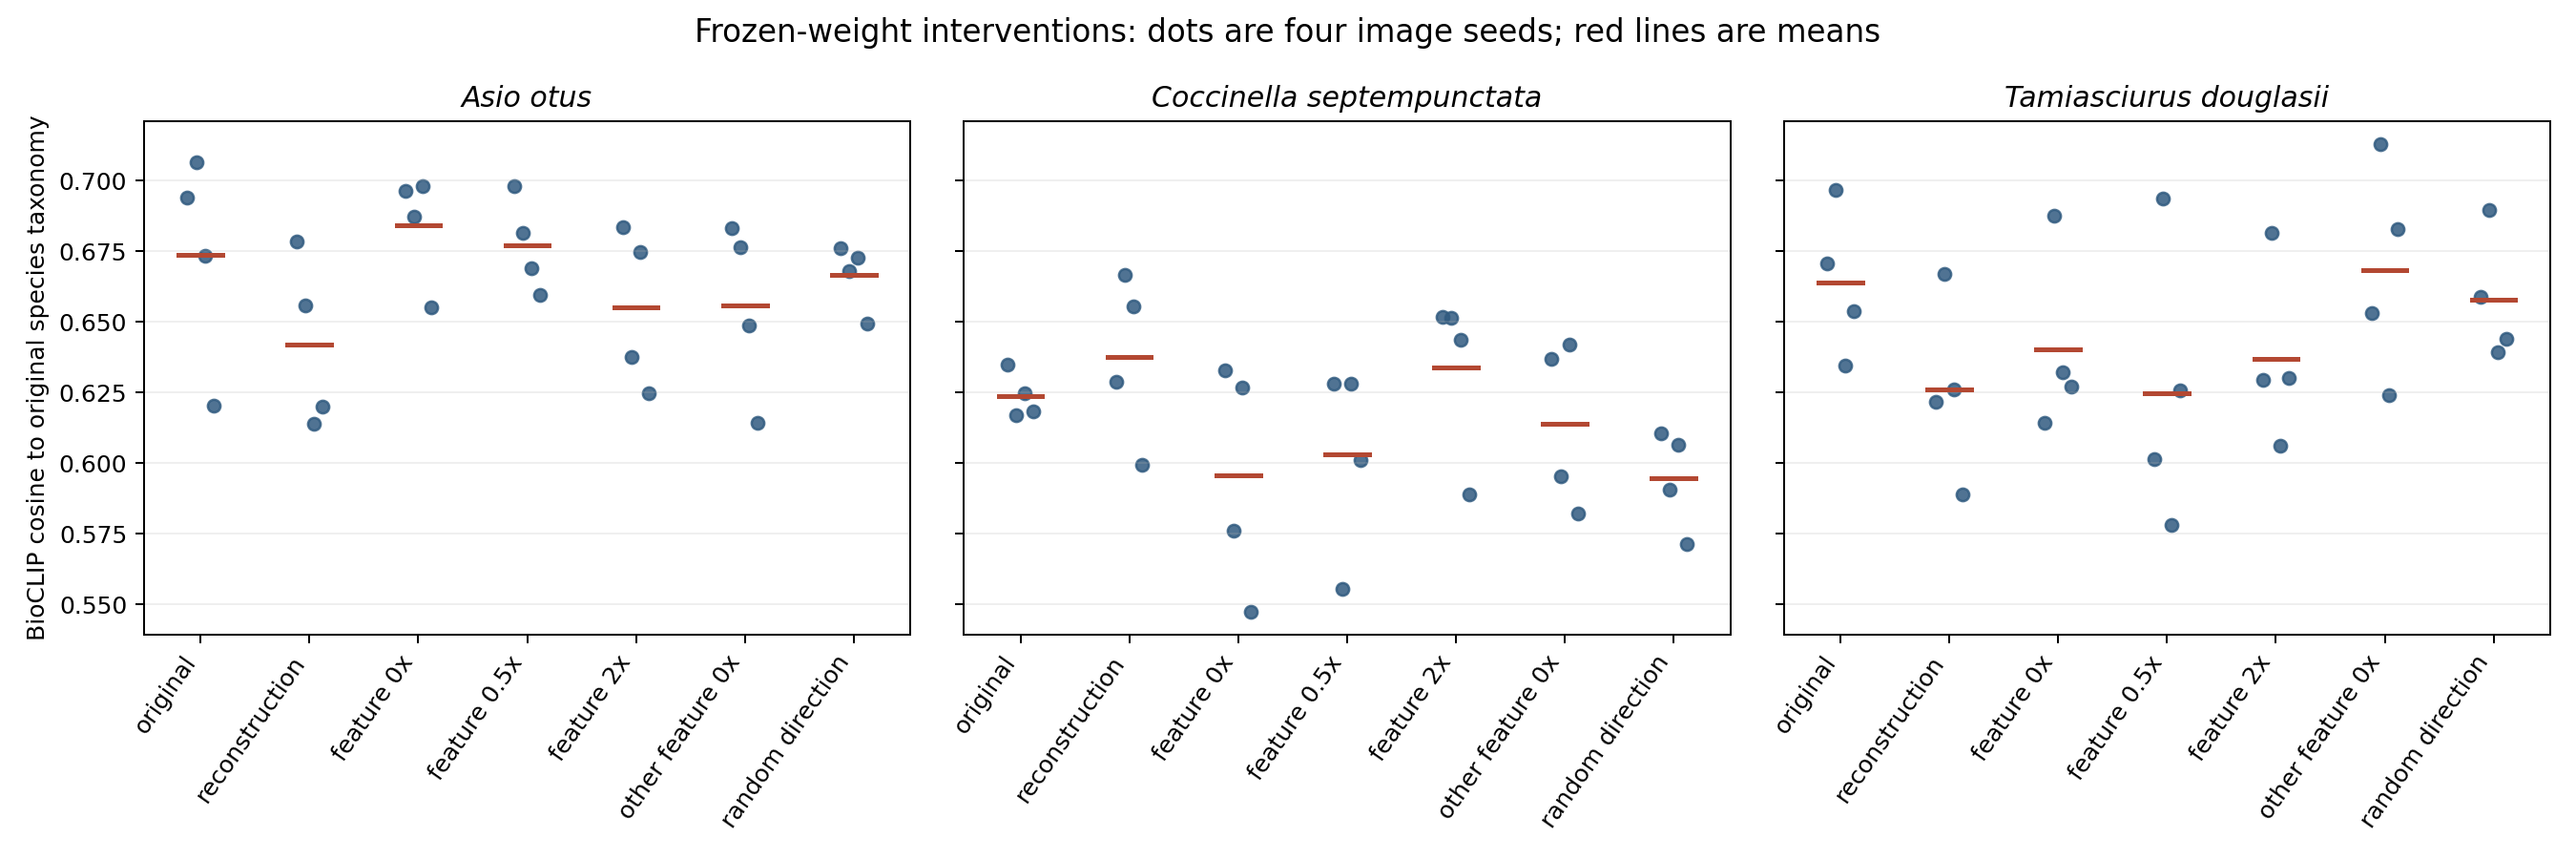 Frozen-weight interventions: dots are four image seeds; red lines are means
Asio otus
Coccinella septempunctata
Tamiasciurus douglasii
BioCLIP cosine to original species taxonomy
0.700
0.675
0.650
0.625
0.600
0.575
0.550
original
reconstruction
feature 0x
feature 0.5x
feature 2x
other feature 0x
random direction
original
reconstruction
feature 0x
feature 0.5x
feature 2x
other feature 0x
random direction
original
reconstruction
feature 0x
feature 0.5x
feature 2x
other feature 0x
random direction